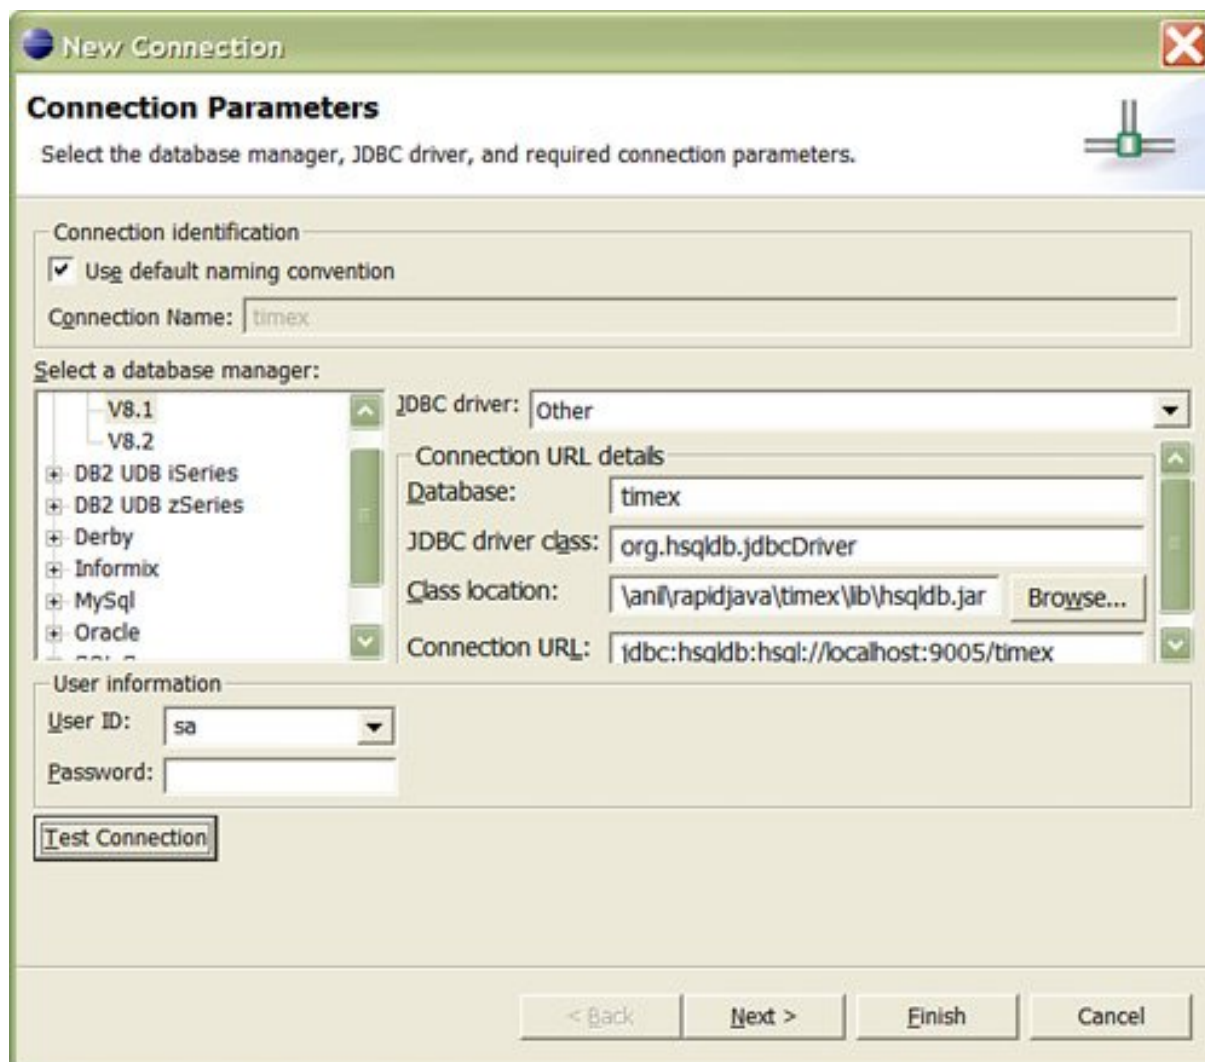 New Connection
Connection Parameters
Select the database manager, JDBC driver, and required connection parameters.
Connection identification
Use default naming convention
Connection Name: timex
Select a database manager:
V8.1
V8.2
DB2 UDB iSeries
DB2 UDB zSeries
Derby
Informix
MySql
Oracle
JDBC driver: Other
Connection URL details
Database: timex
JDBC driver class: org.hsqldb.jdbcDriver
Class location: \anil\rapidjava\timex\lib\hsqldb.jar Browse...
Connection URL: jdbc:hsqldb:hsql://localhost:9005/timex
User information
User ID: sa
Password:
Test Connection
< Back Next > Finish Cancel